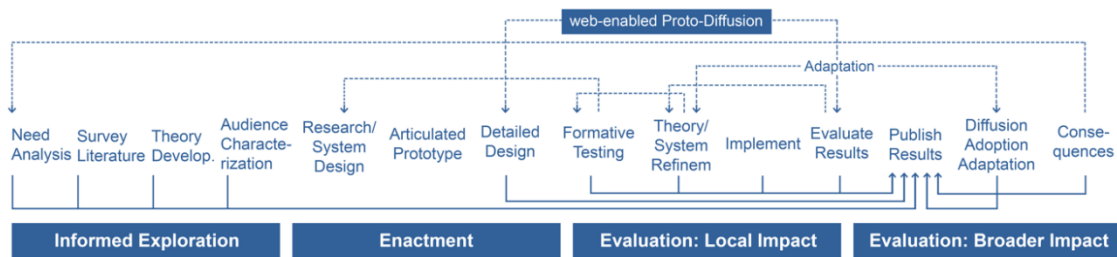 web-enabled Proto-Diffusion
Adaptation
Need
Analysis
Survey
Literature
Theory
Develop.
Audience
Characte-
rization
Research/
System
Design
Articulated
Prototype
Detailed
Design
Formative
Testing
Theory/
System
Refinem
Implement
Evaluate
Results
Publish
Results
Diffusion
Adoption
Adaptation
Conse-
quences
Informed Exploration
Enactment
Evaluation: Local Impact
Evaluation: Broader Impact